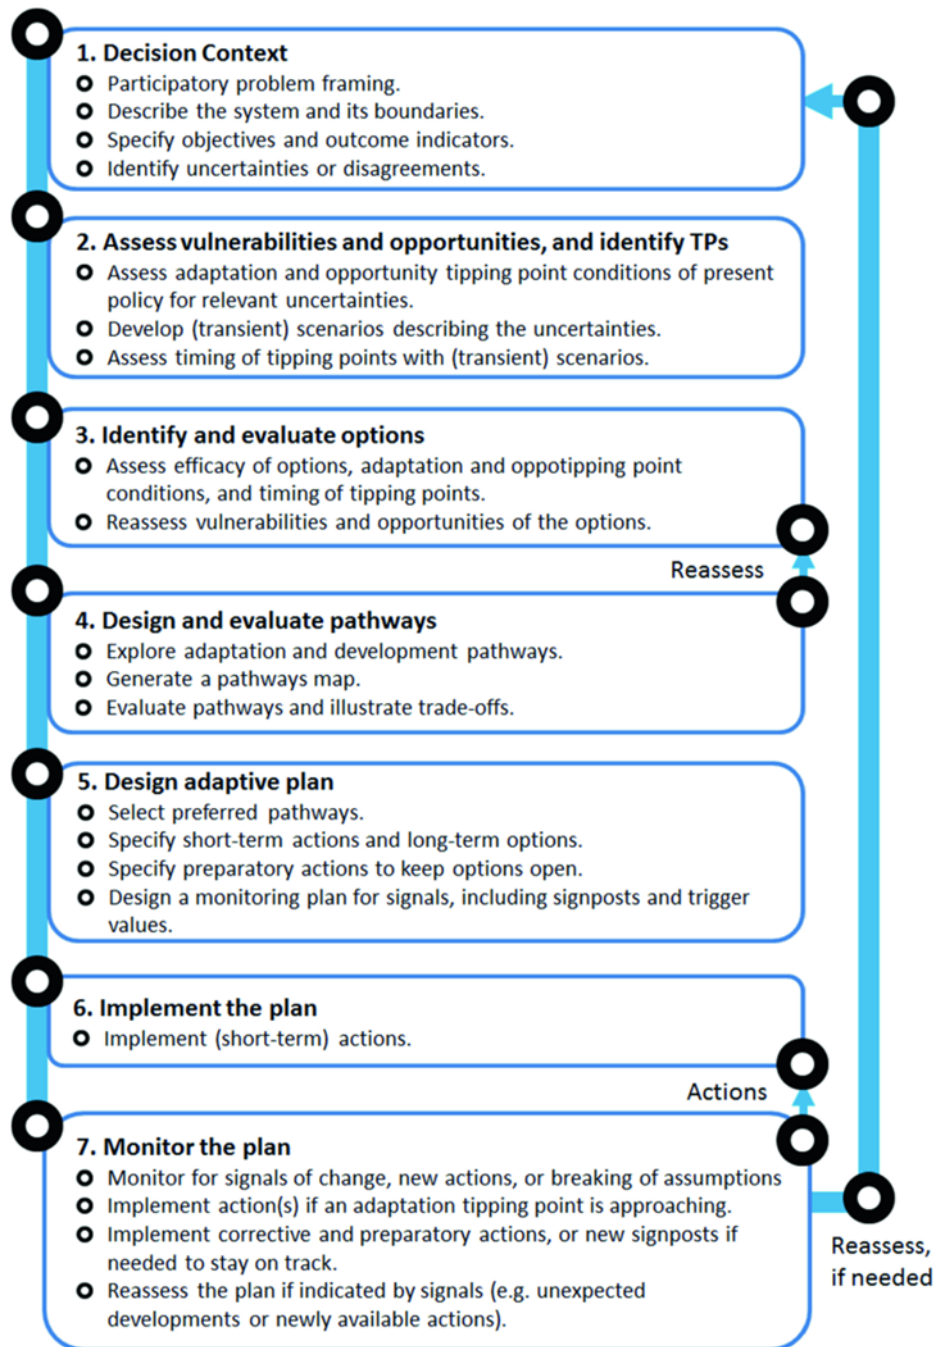 1. Decision Context
Participatory problem framing.
Describe the system and its boundaries.
Specify objectives and outcome indicators.
Identify uncertainties or disagreements.
2. Assess vulnerabilities and opportunities, and identify TPs
Assess adaptation and opportunity tipping point conditions of present
policy for relevant uncertainties.
Develop (transient) scenarios describing the uncertainties.
Assess timing of tipping points with (transient) scenarios.
3. Identify and evaluate options
Assess efficacy of options, adaptation and oppotipping point
conditions, and timing of tipping points.
Reassess vulnerabilities and opportunities of the options.
Reassess
4. Design and evaluate pathways
Explore adaptation and development pathways.
Generate a pathways map.
Evaluate pathways and illustrate trade-offs.
5. Design adaptive plan
Select preferred pathways.
Specify short-term actions and long-term options.
Specify preparatory actions to keep options open.
Design a monitoring plan for signals, including signposts and trigger
values.
6. Implement the plan
Implement (short-term) actions.
Actions
7. Monitor the plan
Monitor for signals of change, new actions, or breaking of assumptions
Implement action(s) if an adaptation tipping point is approaching.
Implement corrective and preparatory actions, or new signposts if
needed to stay on track.
Reassess the plan if indicated by signals (e.g. unexpected
developments or newly available actions).
Reassess,
if needed